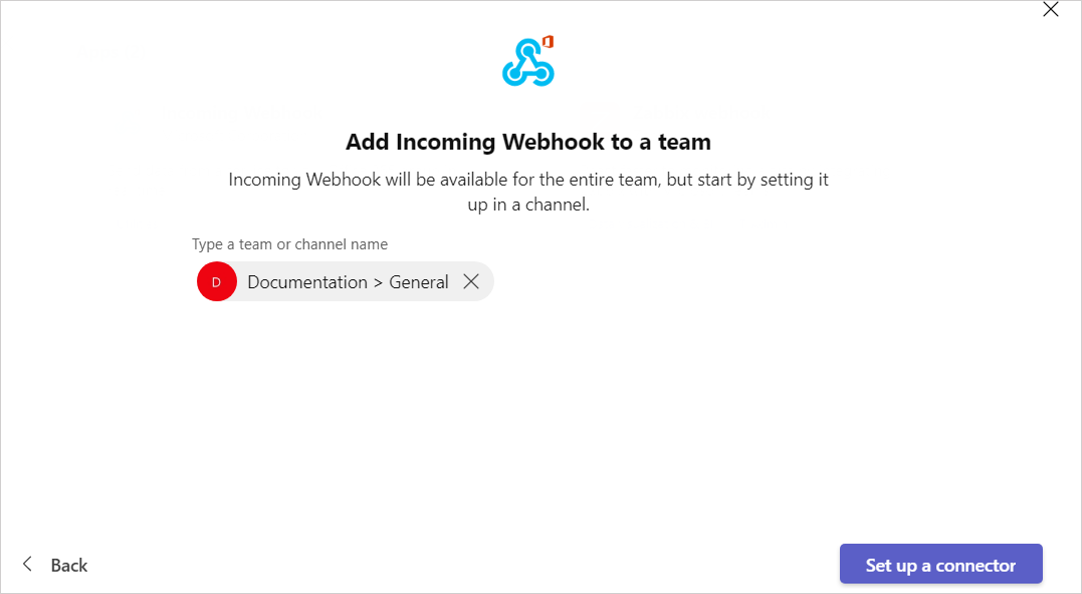 Add Incoming Webhook to a team
Incoming Webhook will be available for the entire team, but start by setting it
up in a channel.
Type a team or channel name
D Documentation > General
Back
Set up a connector